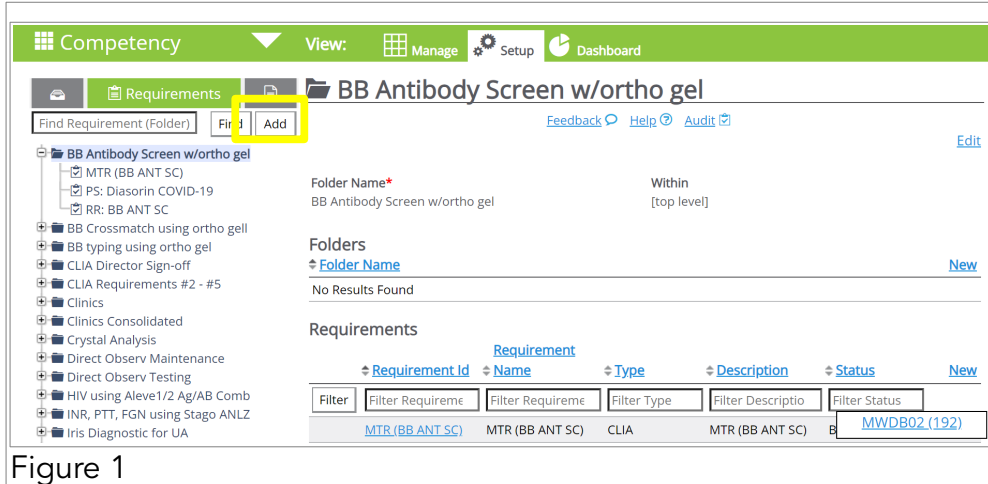 Competency View: Manage Setup Dashboard
Requirements
BB Antibody Screen w/ortho gel
Find Requirement (Folder) Find Add
Feedback Help Audit
Edit
BB Antibody Screen w/ortho gel
MTR (BB ANT SC)
PS: Diasorin COVID-19
RR: BB ANT SC
BB Crossmatch using ortho gell
BB typing using ortho gel
CLIA Director Sign-off
CLIA Requirements #2 - #5
Clinics
Clinics Consolidated
Crystal Analysis
Direct Observ Maintenance
Direct Observ Testing
HIV using Aleve1/2 Ag/AB Comb
INR, PTT, FGN using Stago ANLZ
Iris Diagnostic for UA
Folder Name* Within
BB Antibody Screen w/ortho gel [top level]
Folders
Folder Name New
No Results Found
Requirements
Requirement
Requirement Id Name Type Description Status New
Filter Filter Requireme Filter Requireme Filter Type Filter Descriptio Filter Status
MTR (BB ANT SC) MTR (BB ANT SC) CLIA MTR (BB ANT SC)
MWDB02 (192)
Figure 1